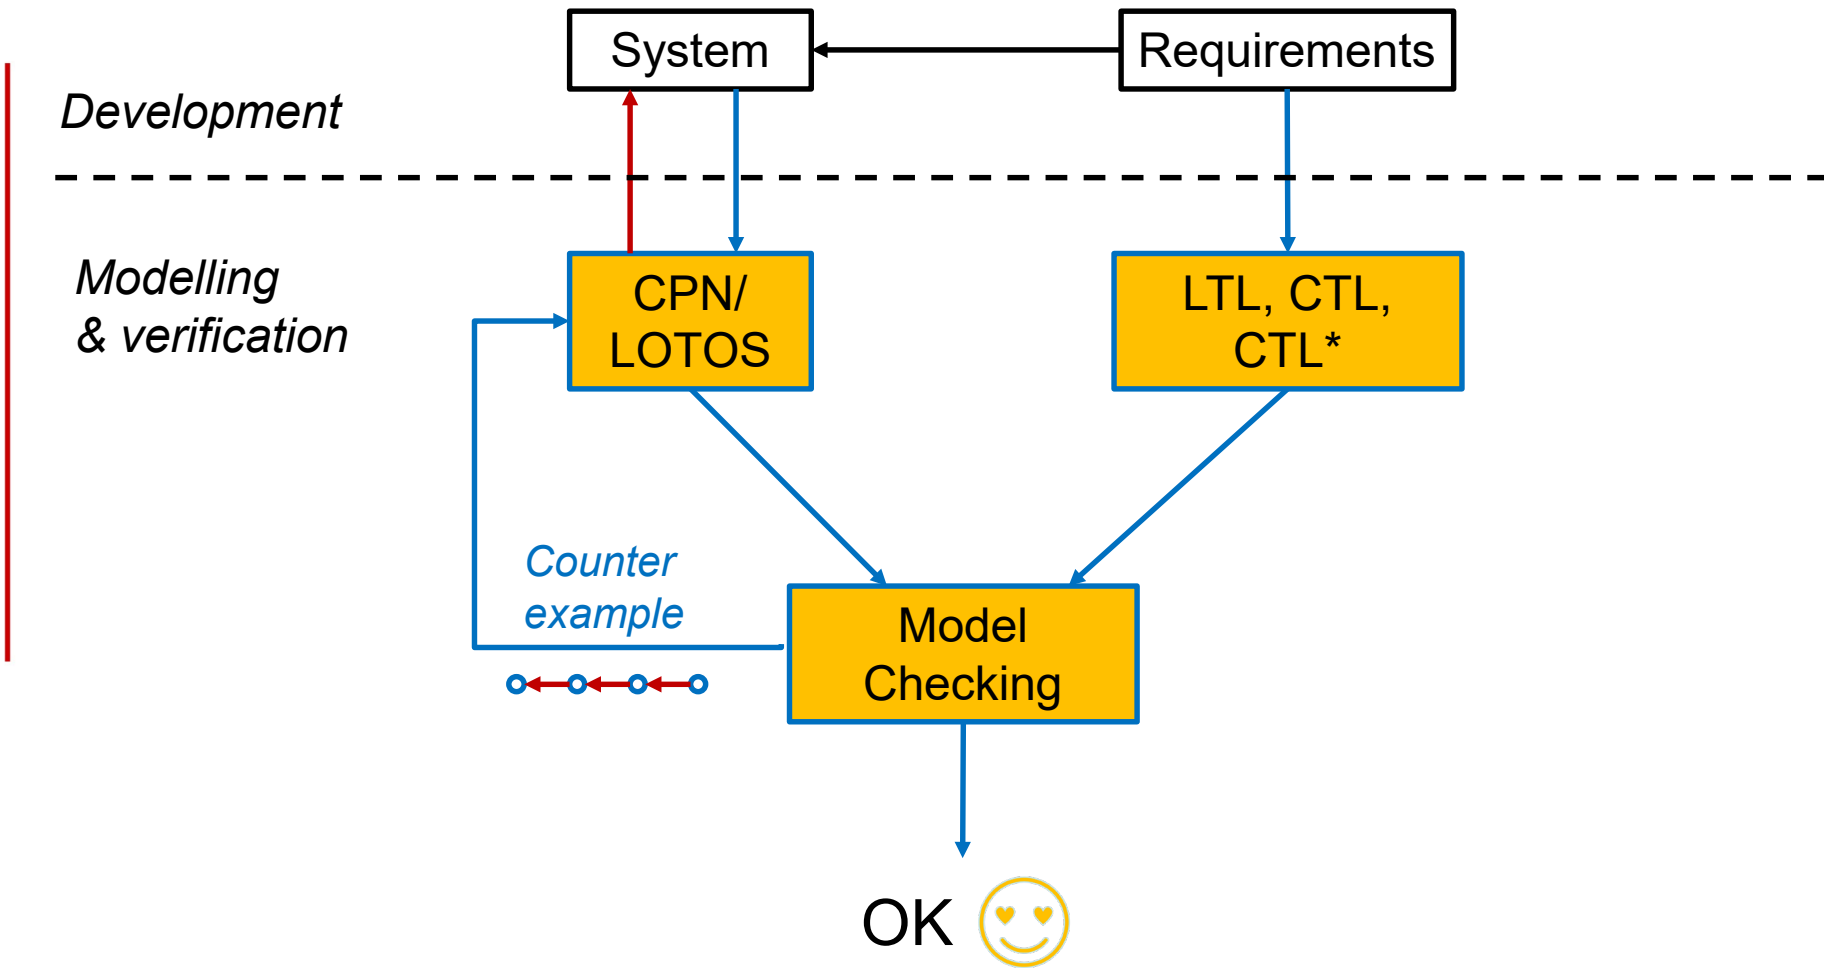 System
Requirements
Development
Modelling
& verification
CPN/
LOTOS
LTL, CTL,
CTL*
Counter
example
Model
Checking
OK